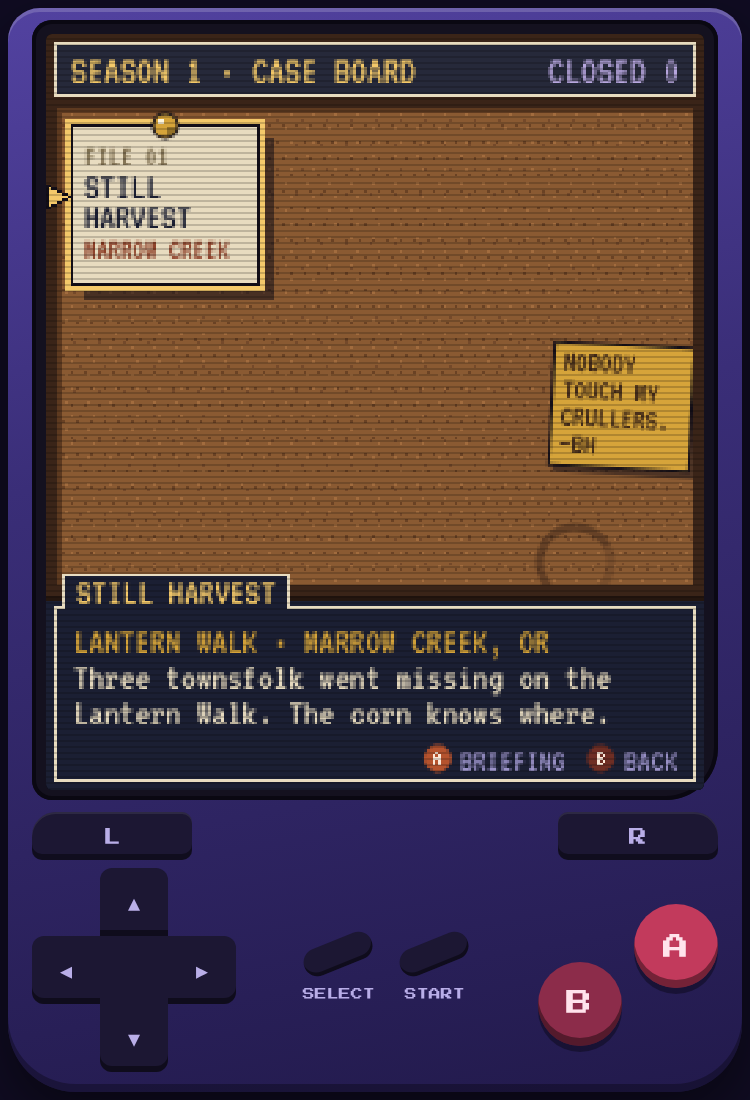 SEASON 1 · CASE BOARD
CLOSED 0
FILE 01
STILL
HARVEST
MARROW CREEK
NOBODY
TOUCH MY
CRULLERS.
-BH
STILL HARVEST
LANTERN WALK · MARROW CREEK, OR
Three townsfolk went missing on the
Lantern Walk. The corn knows where.
A BRIEFING B BACK
L
R
SELECT
START
A
B